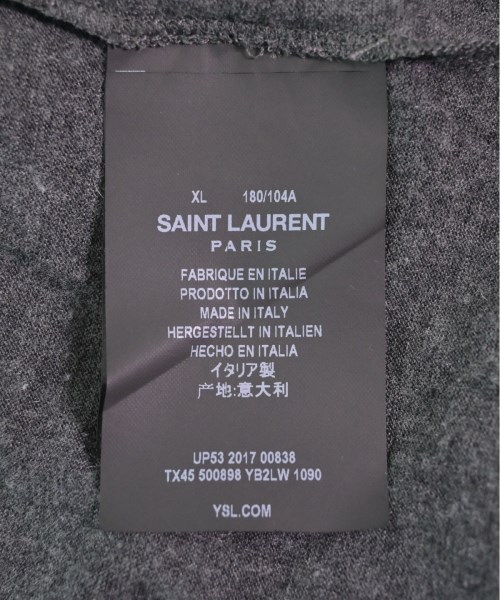 XL 180/104A
SAINT LAURENT
PARIS
FABRIQUE EN ITALIE
PRODOTTO IN ITALIA
MADE IN ITALY
HERGESTELLT IN ITALIEN
HECHO EN ITALIA
イタリア製
产地:意大利
UP53 2017 00838
TX45 500898 YB2LW 1090
YSL.COM